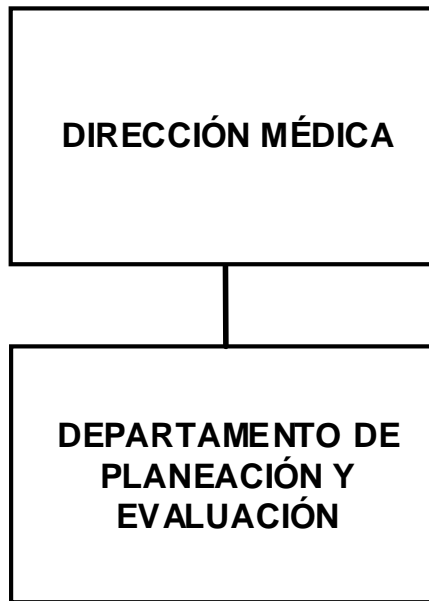 DIRECCIÓN MÉDICA
DEPARTAMENTO DE
PLANEACIÓN Y
EVALUACIÓN